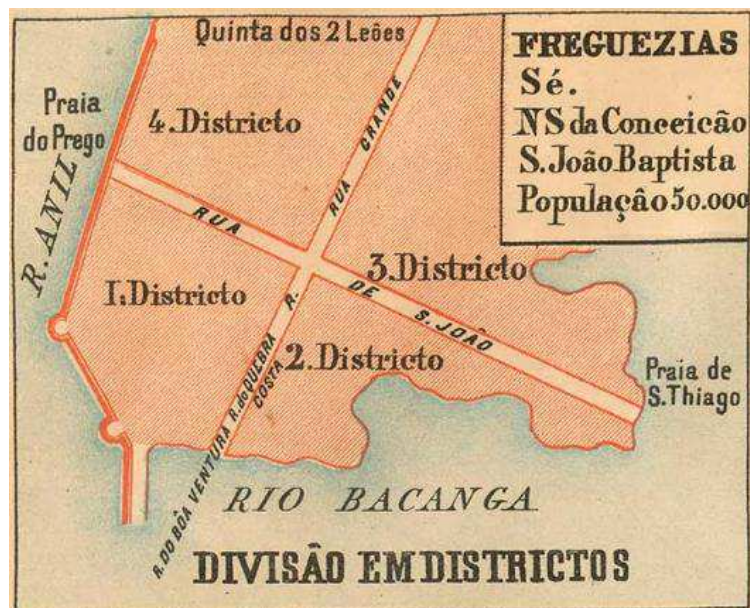 Quinta dos 2 Leões
FREGUEZIAS
Sé.
NS da Conceicão
S. João Baptista
População 50.000
Praia
do Prego
4. Districto
R. ANIL
RUA GRANDE
RUA DE S. JOÃO
1. Districto
3. Districto
2. Districto
R. R. do QUEBRA
COSTA
R. DO BÔA VENTURA
Praia de
S. Thiago
RIO BACANGA
DIVISÃO EM DISTRICTOS